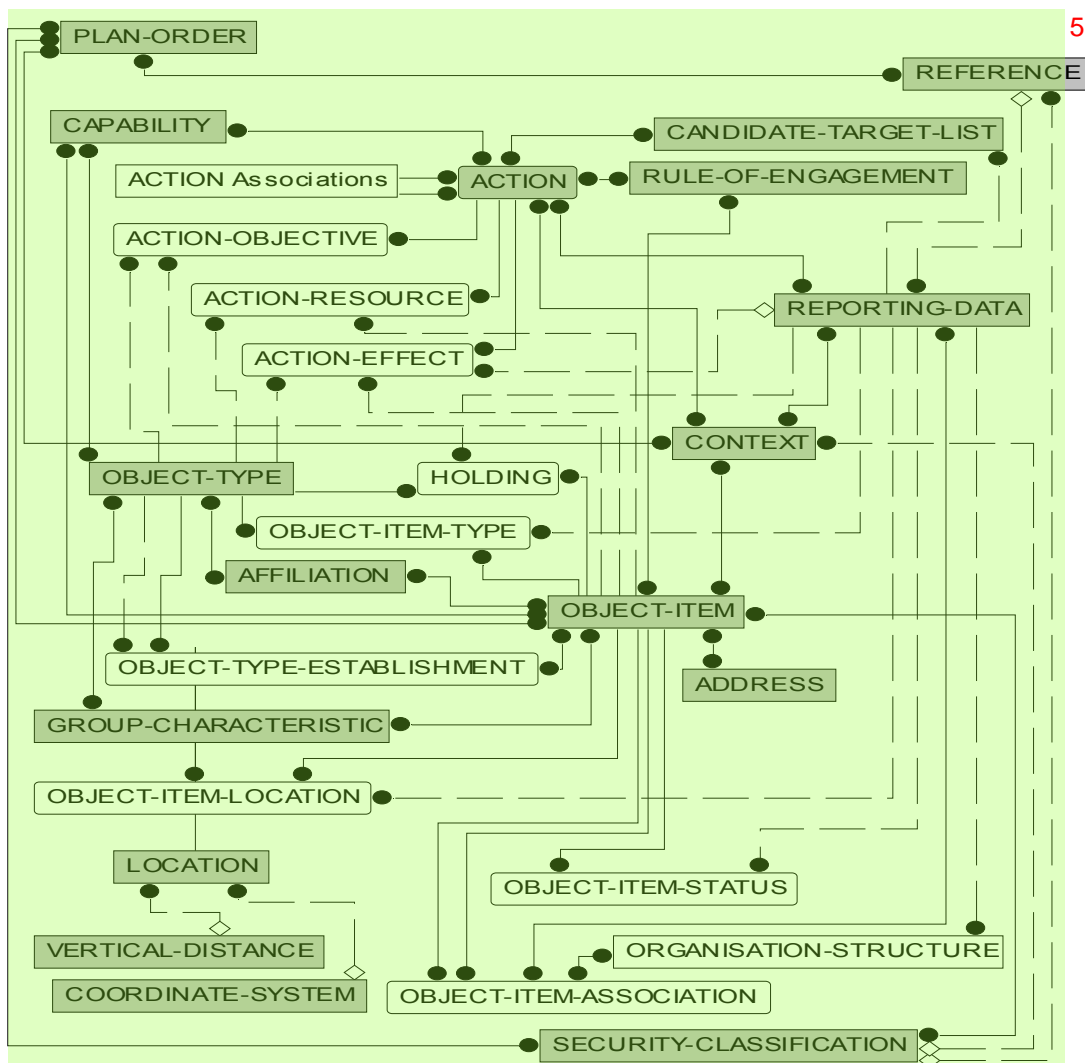 5
PLAN-ORDER
REFERENCE
CAPABILITY
CANDIDATE-TARGET-LIST
ACTION Associations
ACTION
RULE-OF-ENGAGEMENT
ACTION-OBJECTIVE
ACTION-RESOURCE
REPORTING-DATA
ACTION-EFFECT
CONTEXT
OBJECT-TYPE
HOLDING
OBJECT-ITEM-TYPE
AFFILIATION
OBJECT-ITEM
OBJECT-TYPE-ESTABLISHMENT
ADDRESS
GROUP-CHARACTERISTIC
OBJECT-ITEM-LOCATION
LOCATION
OBJECT-ITEM-STATUS
VERTICAL-DISTANCE
ORGANISATION-STRUCTURE
COORDINATE-SYSTEM
OBJECT-ITEM-ASSOCIATION
SECURITY-CLASSIFICATION